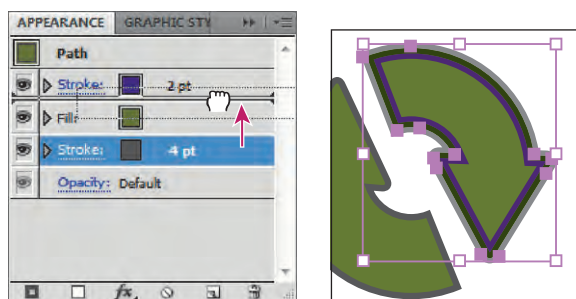 APPEARANCE GRAPHIC STY
Path
Stroke: 2 pt
Fill:
Stroke: 4 pt
Opacity: Default
fx.